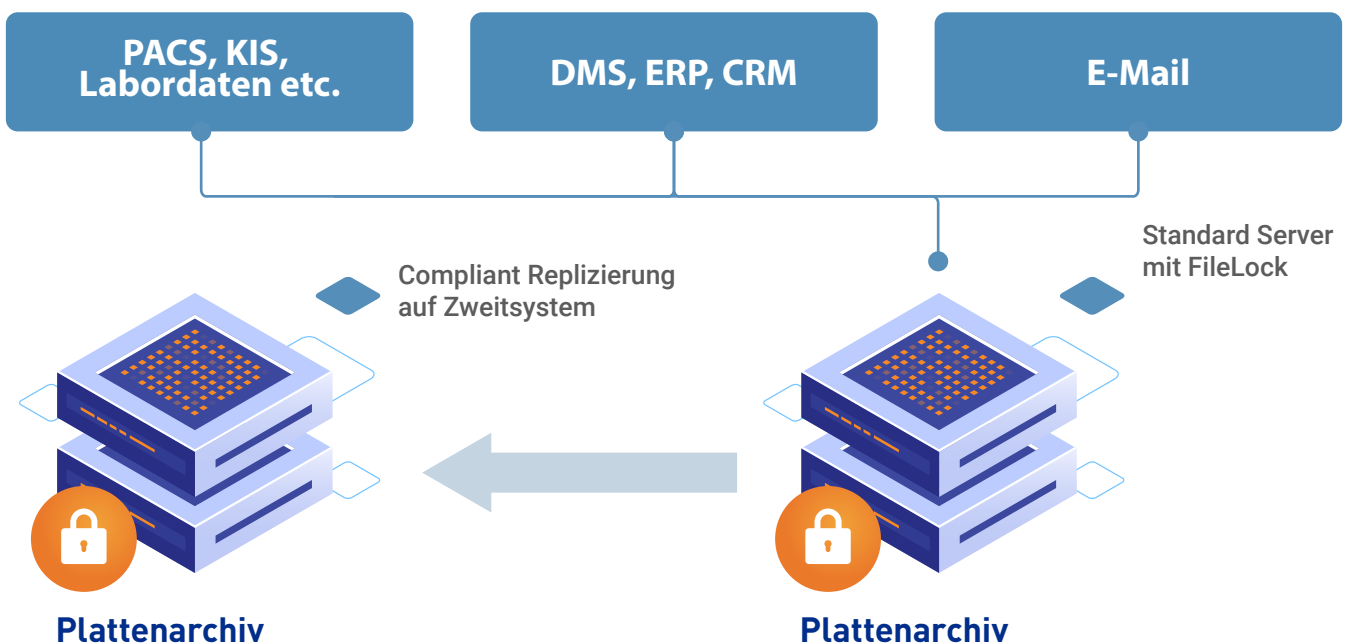 PACS, KIS,
Labordaten etc.
DMS, ERP, CRM
E-Mail
Standard Server
mit FileLock
Compliant Replizierung
auf Zweitsystem
Plattenarchiv
Plattenarchiv